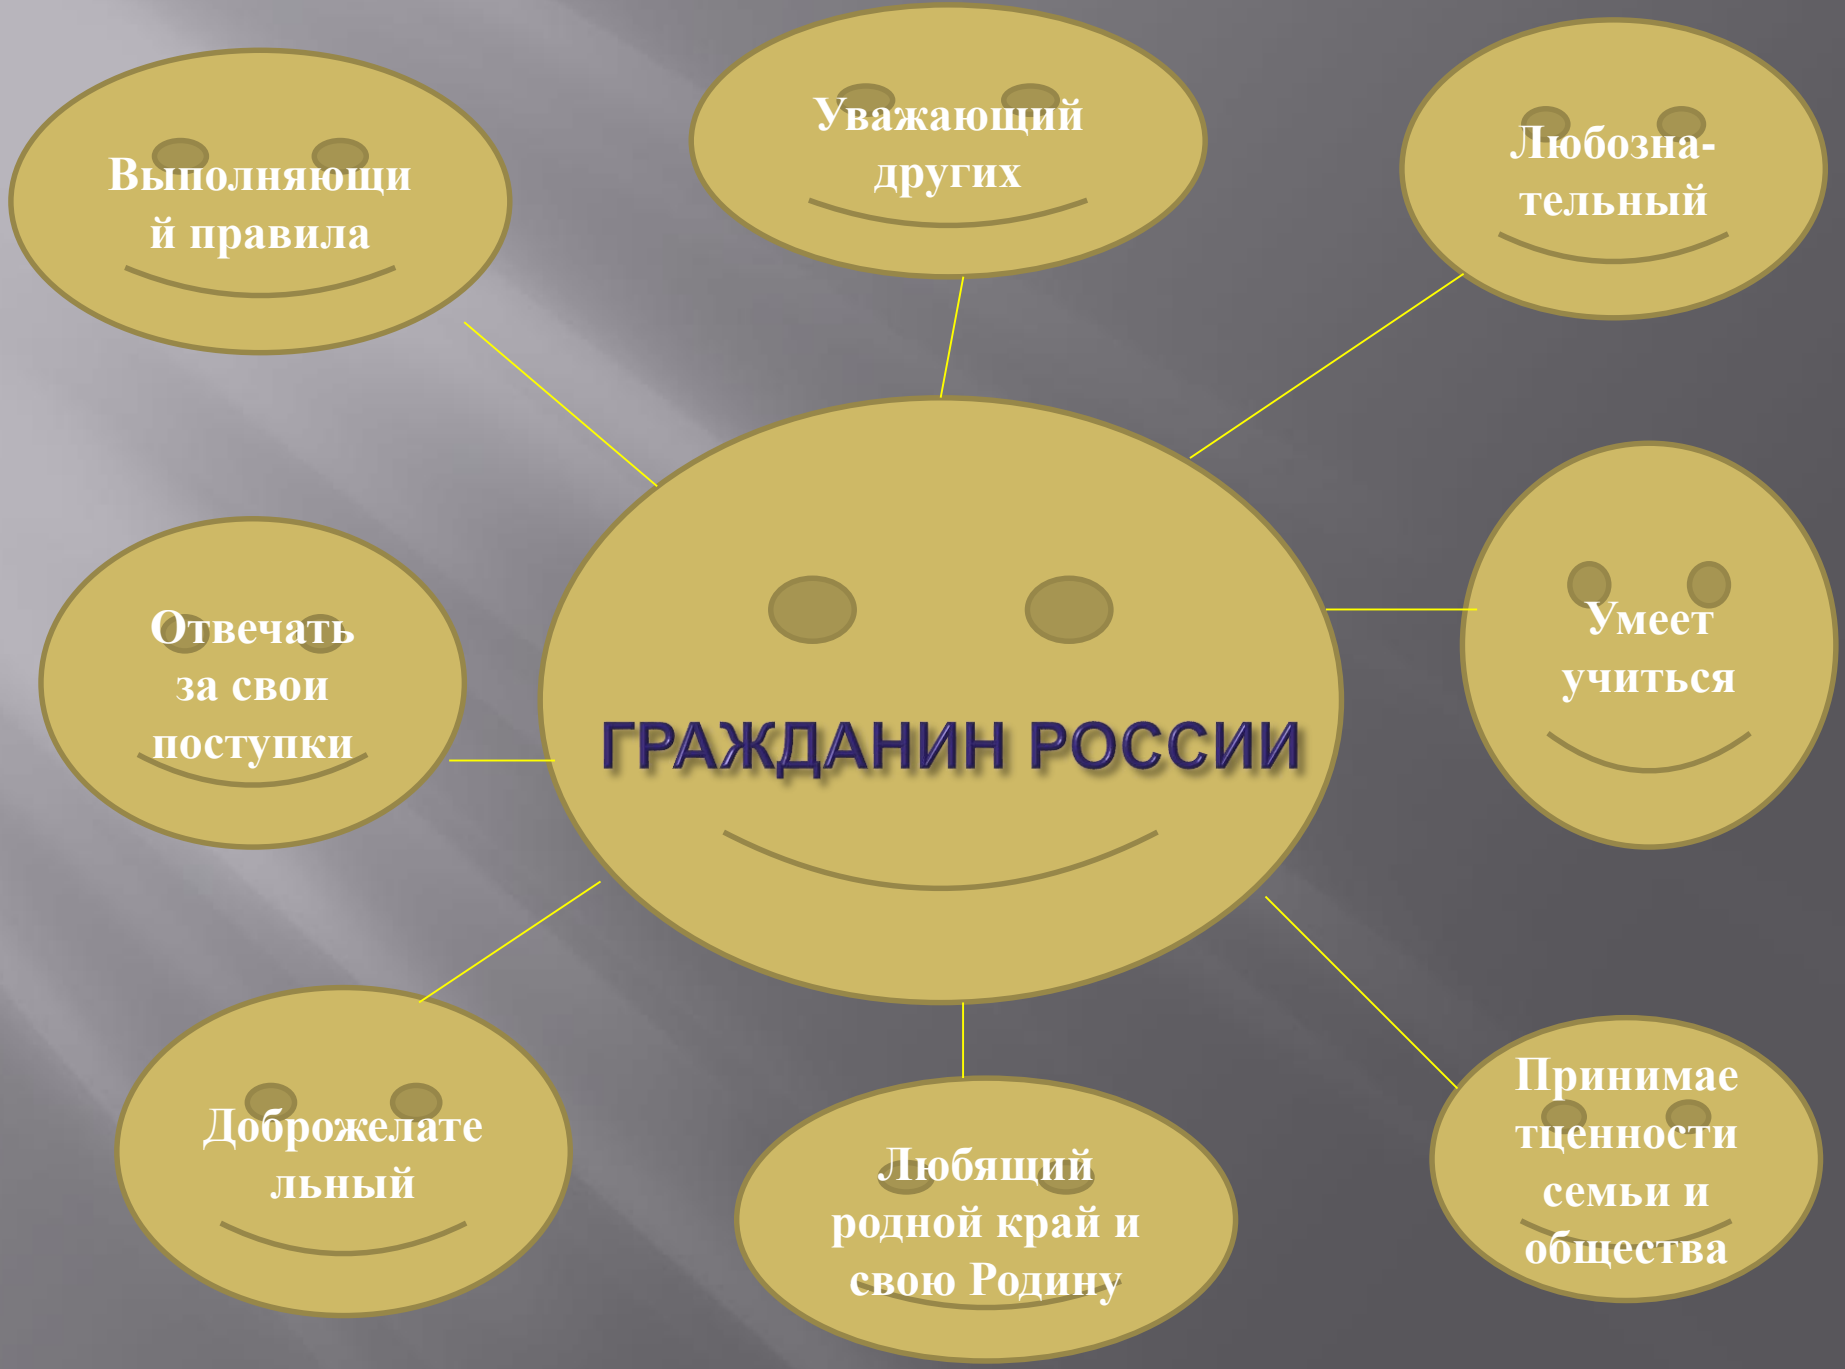 Выполняющи
й правила
Уважающий
других
Любозна-
тельный
Отвечать
за свои
поступки
ГРАЖДАНИН РОССИИ
Умеет
учиться
Доброжелате
льный
Любящий
родной край и
свою Родину
Принимае
тценности
семьи и
общества